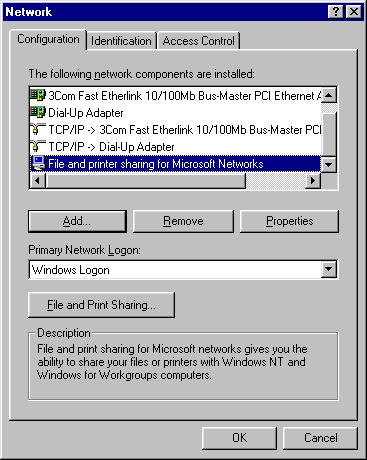 Network
Configuration
Identification
Access Control
The following network components are installed:
3Com Fast Etherlink 10/100Mb Bus-Master PCI Ethernet A
Dial-Up Adapter
TCP/IP -> 3Com Fast Etherlink 10/100Mb Bus-Master PCI
TCP/IP -> Dial-Up Adapter
File and printer sharing for Microsoft Networks
Add...
Remove
Properties
Primary Network Logon:
Windows Logon
File and Print Sharing...
Description
File and print sharing for Microsoft networks gives you the
ability to share your files or printers with Windows NT and
Windows for Workgroups computers.
OK
Cancel